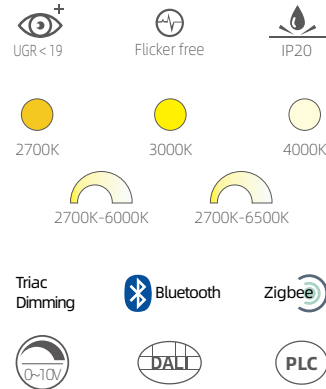 UGR < 19
Flicker free
IP20
2700K
3000K
4000K
2700K-6000K
2700K-6500K
Triac
Dimming
Bluetooth
Zigbee
0~10V
DALI
PLC